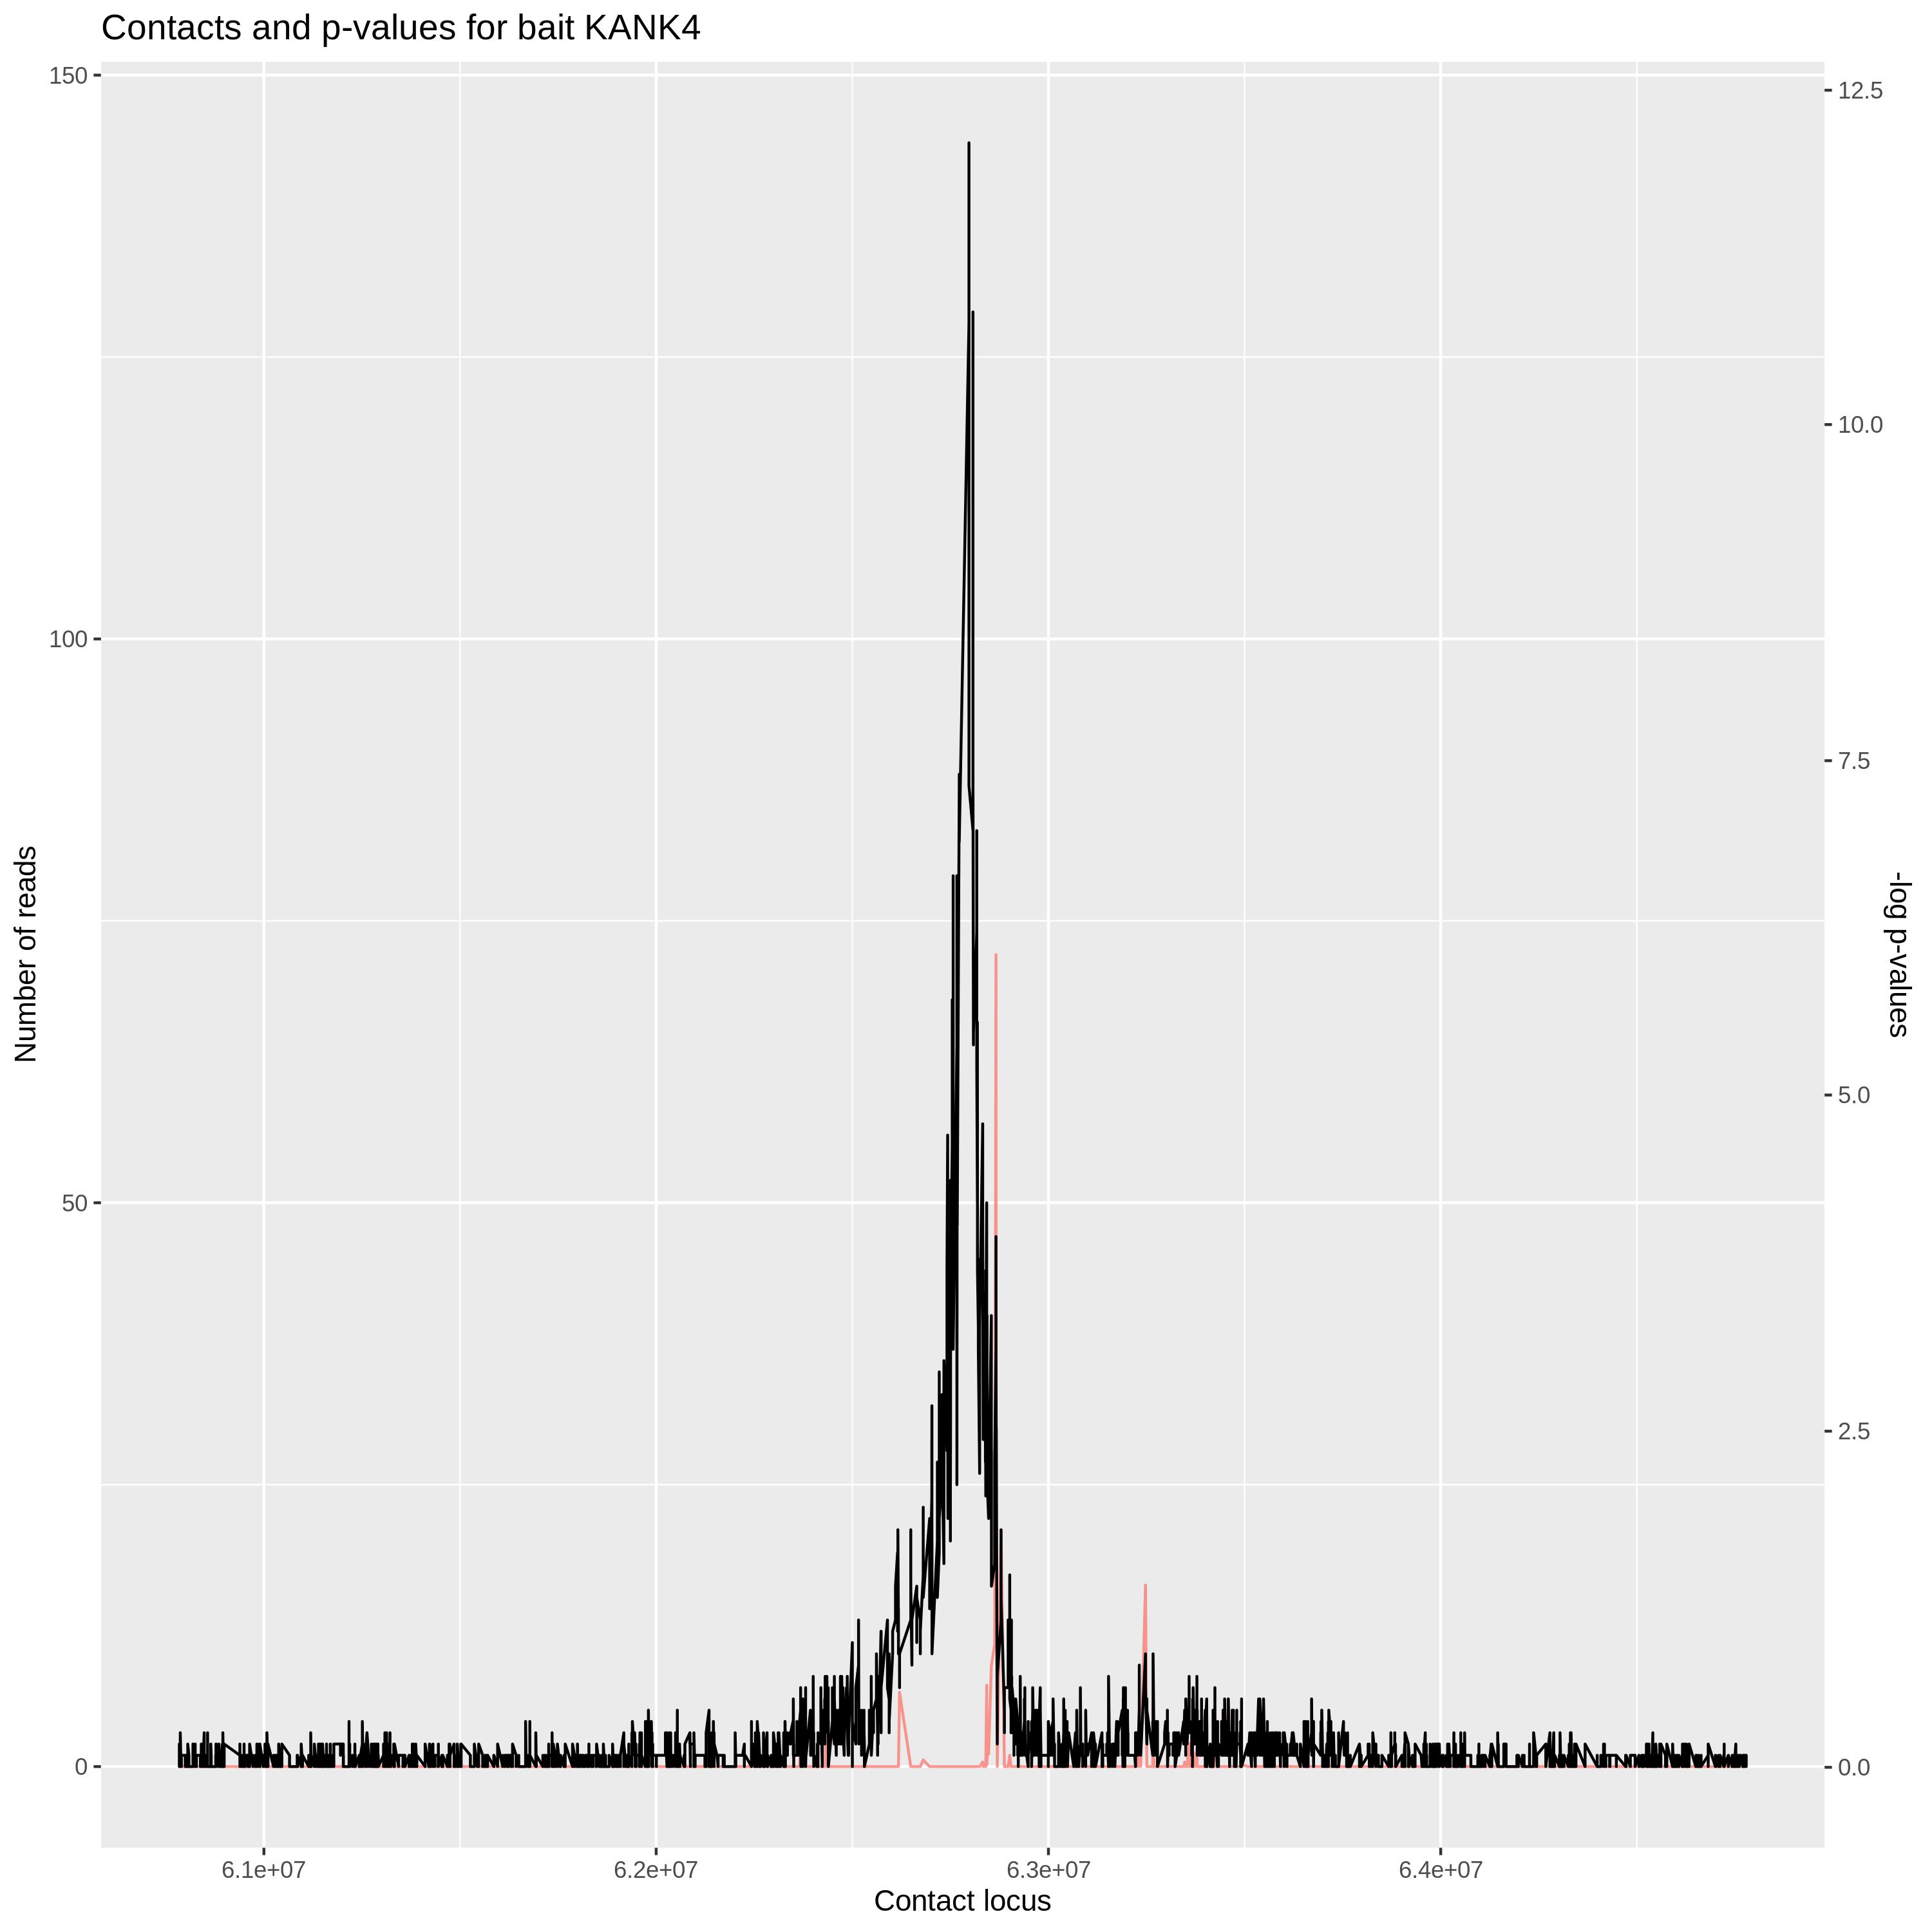 Contacts and p-values for bait KANK4
150
100
50
0
Number of reads
12.5
10.0
7.5
5.0
2.5
0.0
-log p-values
6.1e+07
6.2e+07
6.3e+07
6.4e+07
Contact locus